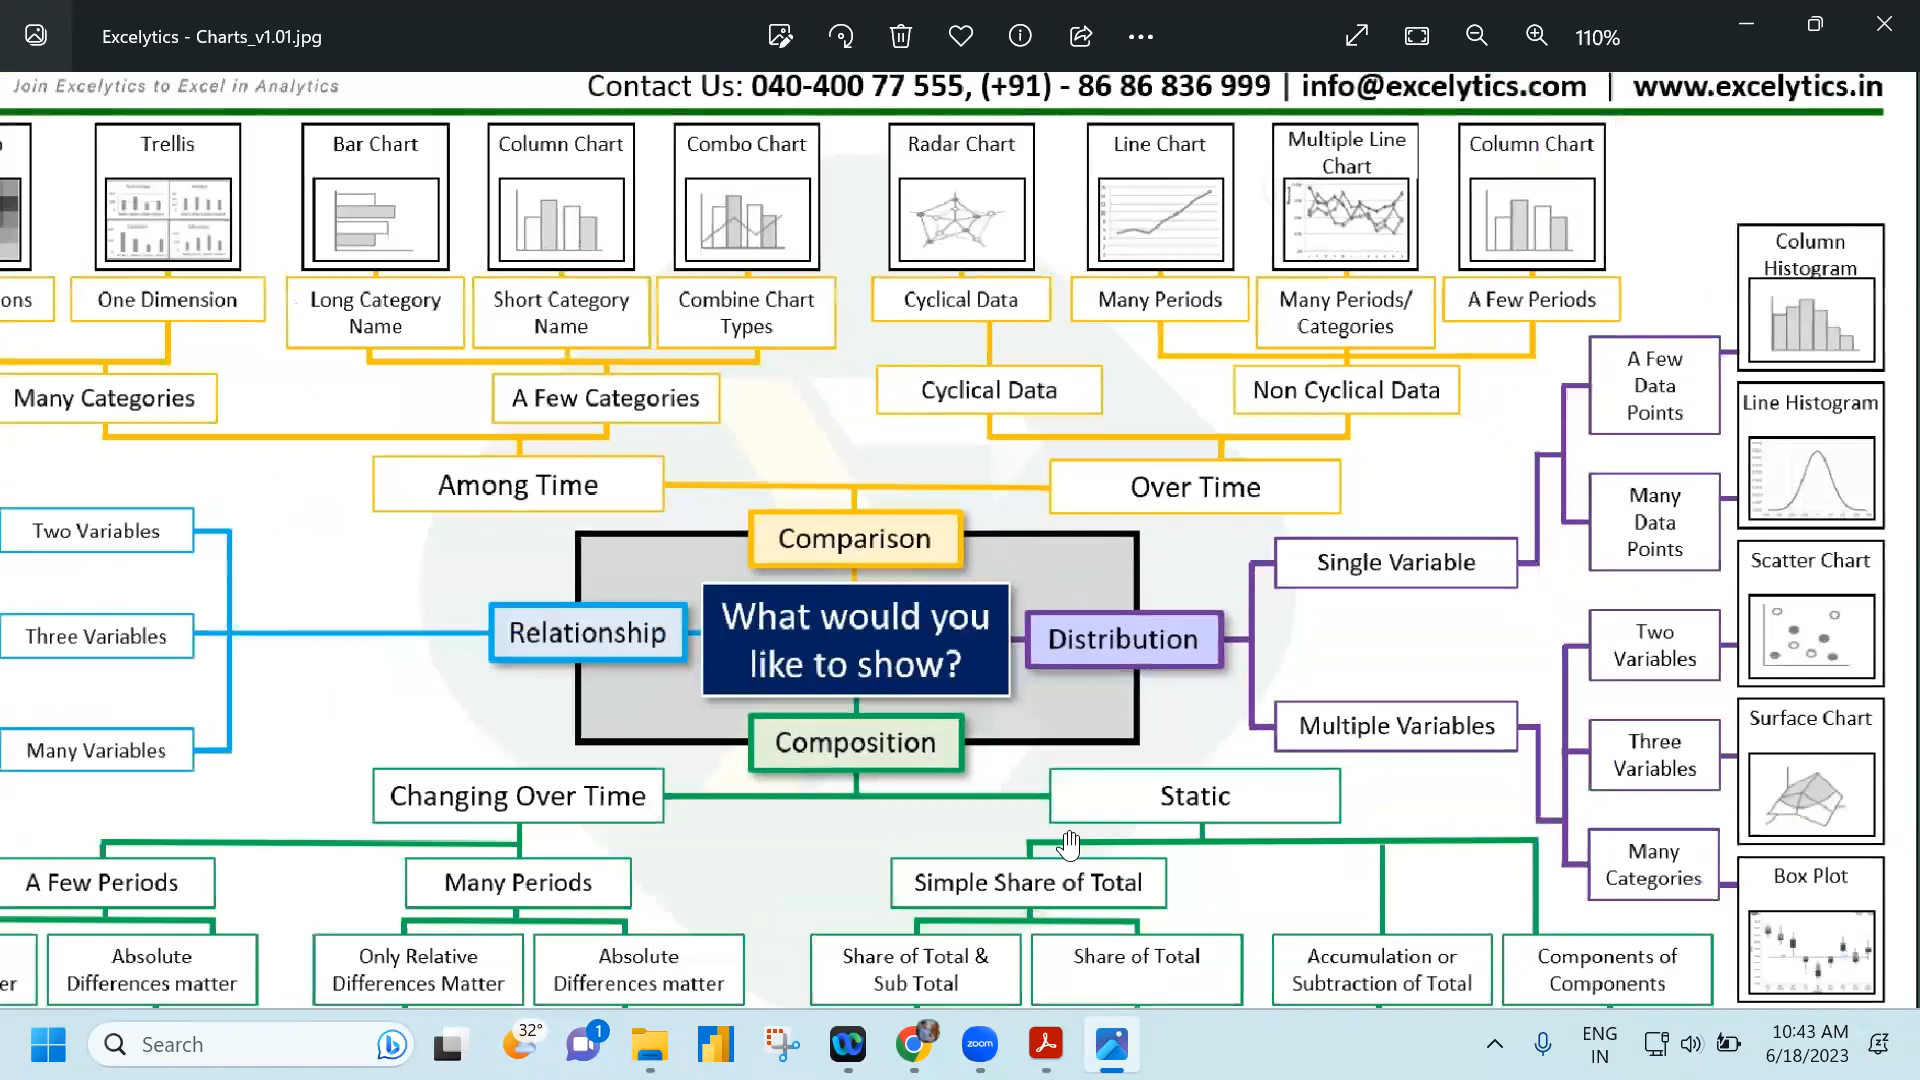 Excelytics - Charts_v1.01.jpg
110%
Join Excelytics to Excel in Analytics
Contact Us: 040-400 77 555, (+91) - 86 86 836 999 | info@excelytics.com | www.excelytics.in
Trellis
Bar Chart
Column Chart
Combo Chart
Radar Chart
Line Chart
Multiple Line
Chart
Column Chart
Column
Histogram
ons
One Dimension
Long Category
Name
Short Category
Name
Combine Chart
Types
Cyclical Data
Many Periods
Many Periods/
Categories
A Few Periods
A Few
Data
Points
Many Categories
A Few Categories
Cyclical Data
Non Cyclical Data
Line Histogram
Among Time
Over Time
Many
Data
Points
Two Variables
Comparison
Single Variable
Scatter Chart
Three Variables
Relationship
What would you
like to show?
Distribution
Two
Variables
Many Variables
Composition
Multiple Variables
Three
Variables
Surface Chart
Changing Over Time
Static
A Few Periods
Many Periods
Simple Share of Total
Many
Categories
Box Plot
er
Absolute
Differences matter
Only Relative
Differences Matter
Absolute
Differences matter
Share of Total &
Sub Total
Share of Total
Accumulation or
Subtraction of Total
Components of
Components
Search
32°
1
zoom
ENG
IN
10:43 AM
6/18/2023